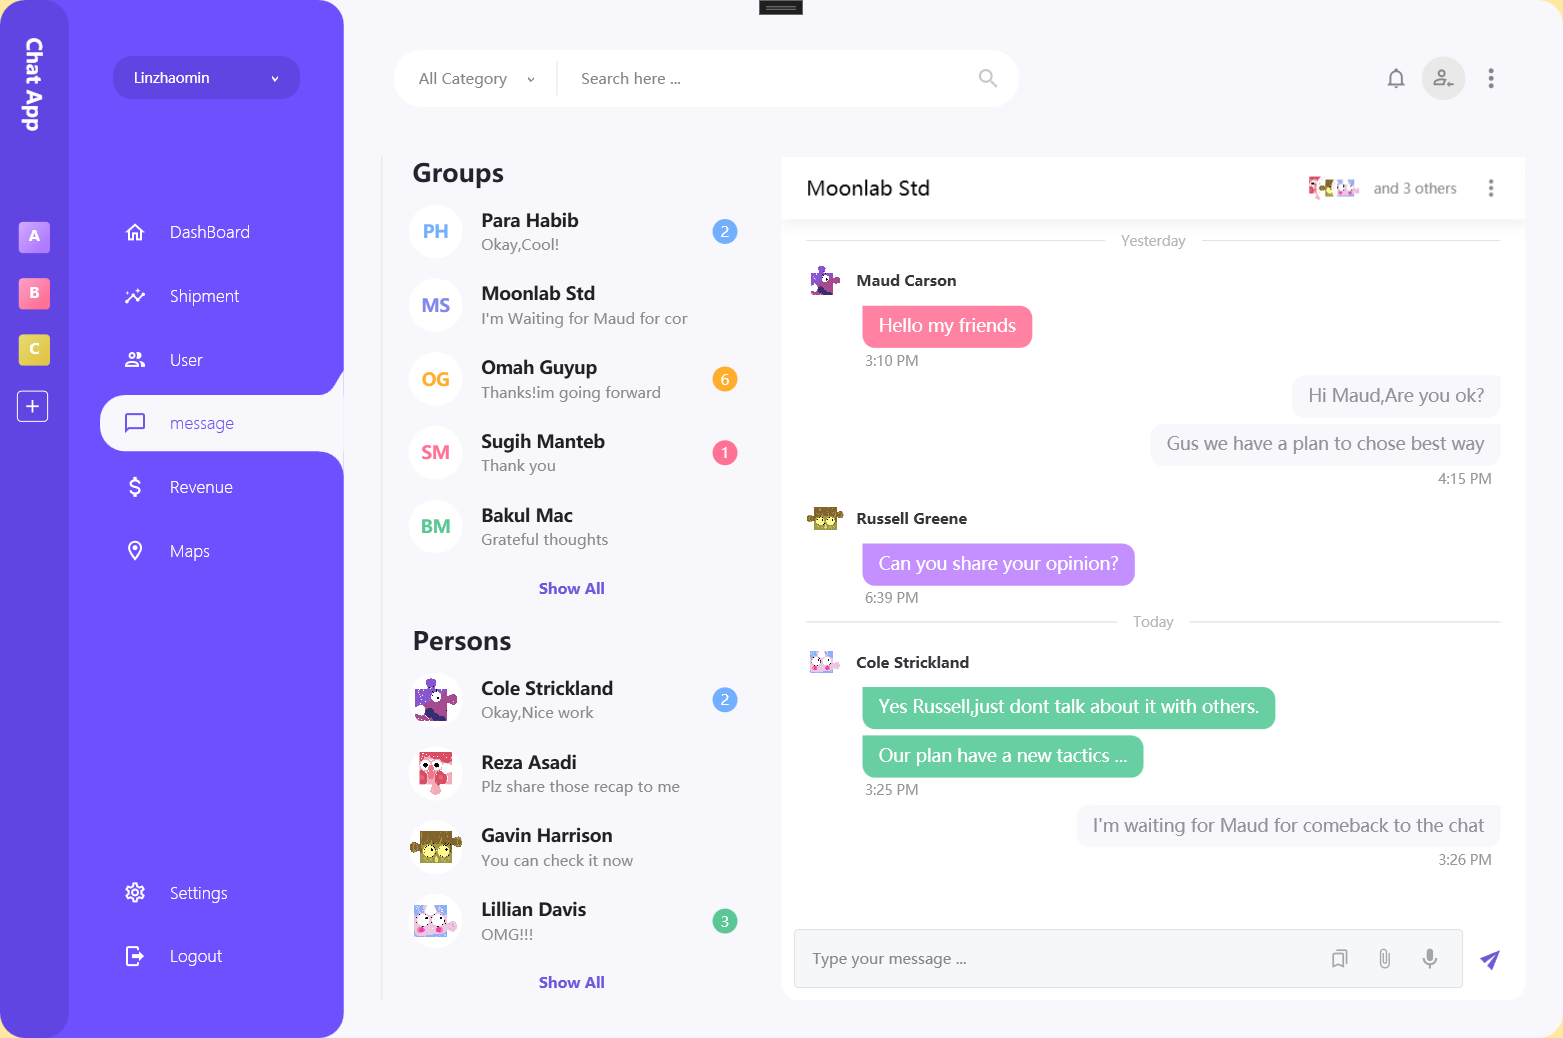 Chat App
A
B
C
Linzhaomin
DashBoard
Shipment
User
message
Revenue
Maps
Settings
Logout
All Category
Search here ...
Groups
PH
Para Habib
Okay,Cool!
2
MS
Moonlab Std
I'm Waiting for Maud for cor
OG
Omah Guyup
Thanks!im going forward
6
SM
Sugih Manteb
Thank you
1
BM
Bakul Mac
Grateful thoughts
Show All
Persons
Cole Strickland
Okay,Nice work
2
Reza Asadi
Plz share those recap to me
Gavin Harrison
You can check it now
Lillian Davis
OMG!!!
3
Show All
Moonlab Std
and 3 others
Yesterday
Maud Carson
Hello my friends
3:10 PM
Hi Maud,Are you ok?
Gus we have a plan to chose best way
4:15 PM
Russell Greene
Can you share your opinion?
6:39 PM
Today
Cole Strickland
Yes Russell,just dont talk about it with others.
Our plan have a new tactics ...
3:25 PM
I'm waiting for Maud for comeback to the chat
3:26 PM
Type your message ...